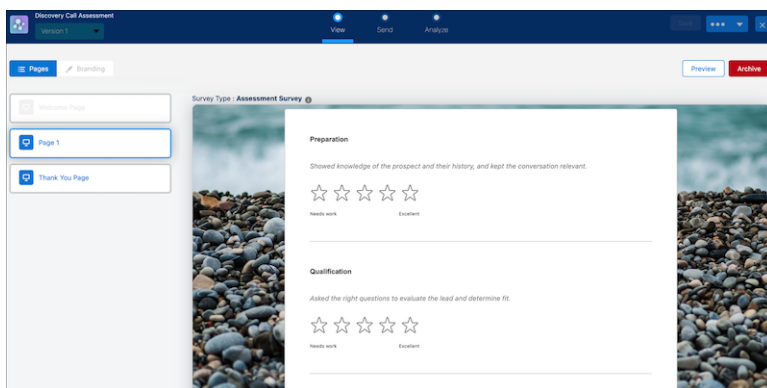 Discovery Call Assessment
Version 1
View
Send
Analyze
Save
Pages
Branding
Preview
Archive
Welcome Page
Page 1
Thank You Page
Survey Type : Assessment Survey
Preparation
Showed knowledge of the prospect and their history, and kept the conversation relevant.
Needs work
Excellent
Qualification
Asked the right questions to evaluate the lead and determine fit.
Needs work
Excellent